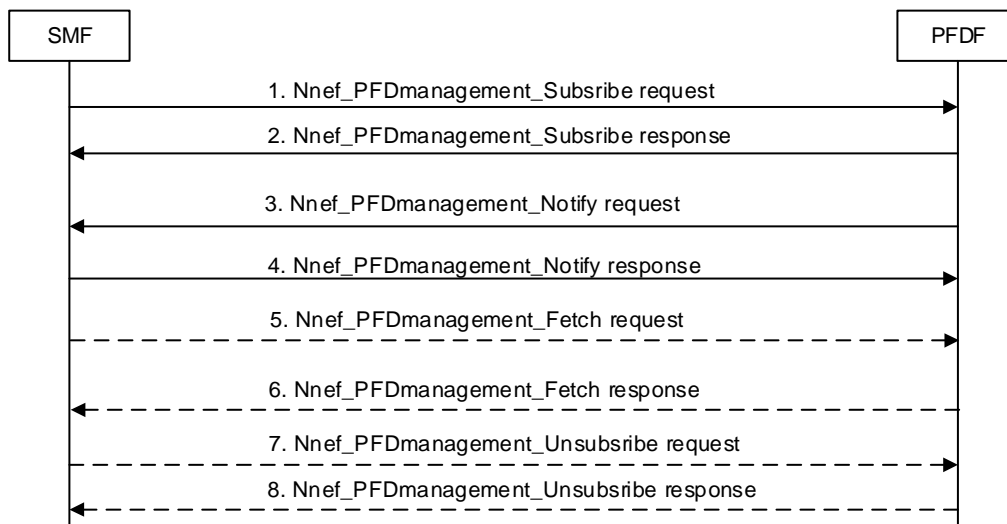 SMF
PFDF
1. Nnef_PFDmanagement_Subsribe request
2. Nnef_PFDmanagement_Subsribe response
3. Nnef_PFDmanagement_Notify request
4. Nnef_PFDmanagement_Notify response
5. Nnef_PFDmanagement_Fetch request
6. Nnef_PFDmanagement_Fetch response
7. Nnef_PFDmanagement_Unsubsribe request
8. Nnef_PFDmanagement_Unsubsribe response